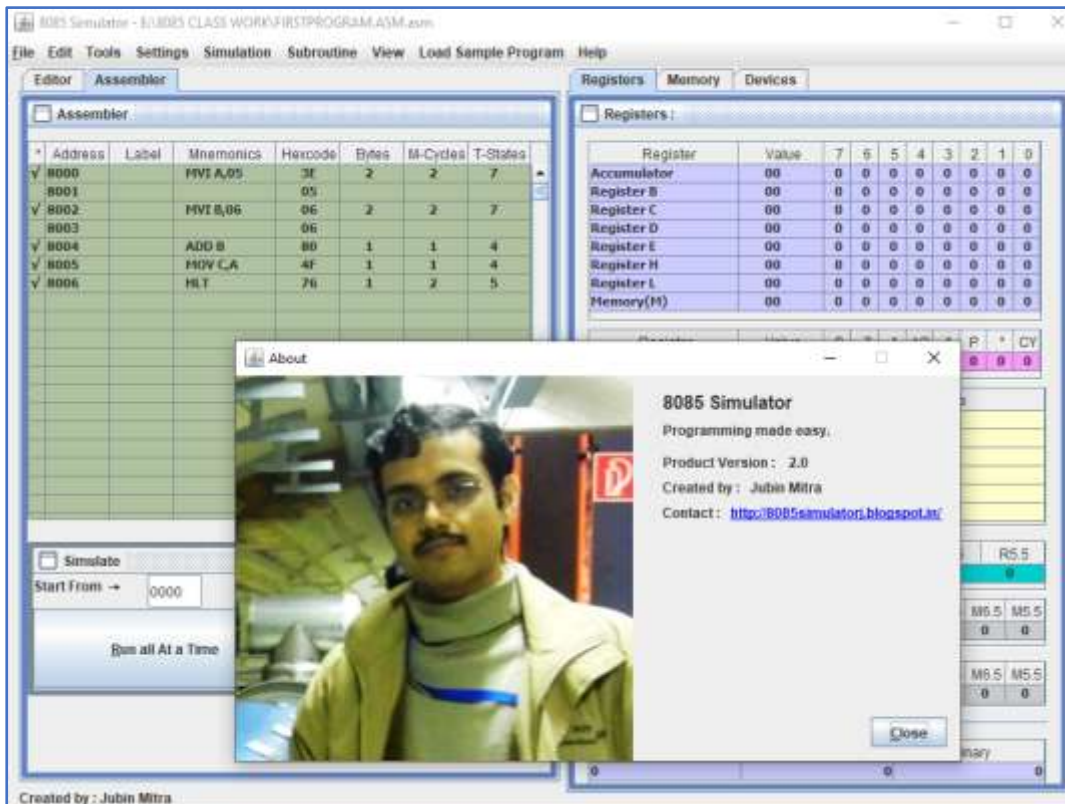 8085 Simulator - E:\8085 CLASS WORK\FIRSTPROGRAM.ASM.asm
File Edit Tools Settings Simulation Subroutine View Load Sample Program Help
Editor Assembler
Registers Memory Devices
Assembler
* Address Label Mnemonics Hexcode Bytes M-Cycles T-States
√ 8000 MVI A,05 3E 2 2 7
8001 05
√ 8002 MVI B,06 06 2 2 7
8003 06
√ 8004 ADD B 80 1 1 4
√ 8005 MOV C,A 4F 1 1 4
√ 8006 HLT 76 1 2 5
Registers :
Register Value 7 6 5 4 3 2 1 0
Accumulator 00 0 0 0 0 0 0 0 0
Register B 00 0 0 0 0 0 0 0 0
Register C 00 0 0 0 0 0 0 0 0
Register D 00 0 0 0 0 0 0 0 0
Register E 00 0 0 0 0 0 0 0 0
Register H 00 0 0 0 0 0 0 0 0
Register L 00 0 0 0 0 0 0 0 0
Memory(M) 00 0 0 0 0 0 0 0 0
P * CY
0 0 0
About
8085 Simulator
Programming made easy.
Product Version : 2.0
Created by : Jubin Mitra
Contact : http://8085simulatorj.blogspot.in/
Close
R5.5
0
M6.5 M5.5
0 0
M6.5 M5.5
0 0
0 0 0
Simulate
Start From → 0000
Run all At a Time
Created by : Jubin Mitra